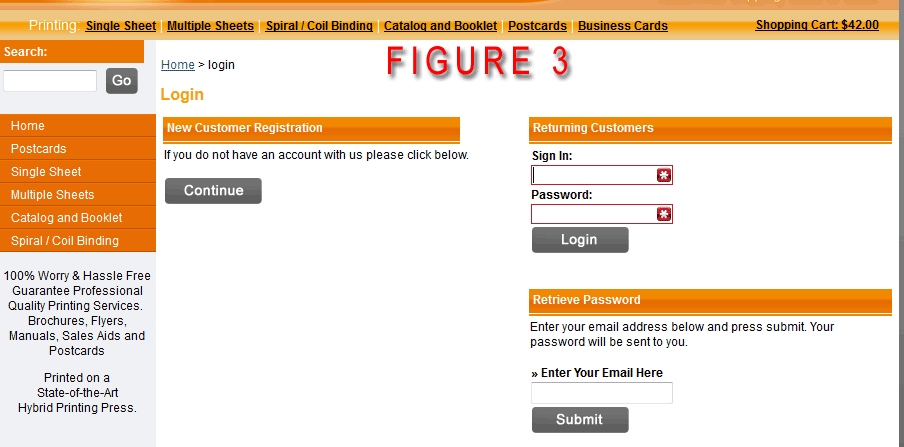 Printing: Single Sheet | Multiple Sheets | Spiral / Coil Binding | Catalog and Booklet | Postcards | Business Cards
Shopping Cart: $42.00
Search:
Go
Home
Postcards
Single Sheet
Multiple Sheets
Catalog and Booklet
Spiral / Coil Binding
100% Worry & Hassle Free
Guarantee Professional
Quality Printing Services.
Brochures, Flyers,
Manuals, Sales Aids and
Postcards
Printed on a
State-of-the-Art
Hybrid Printing Press.
Home > login
FIGURE 3
Login
New Customer Registration
If you do not have an account with us please click below.
Continue
Returning Customers
Sign In:
Password:
Login
Retrieve Password
Enter your email address below and press submit. Your
password will be sent to you.
» Enter Your Email Here
Submit